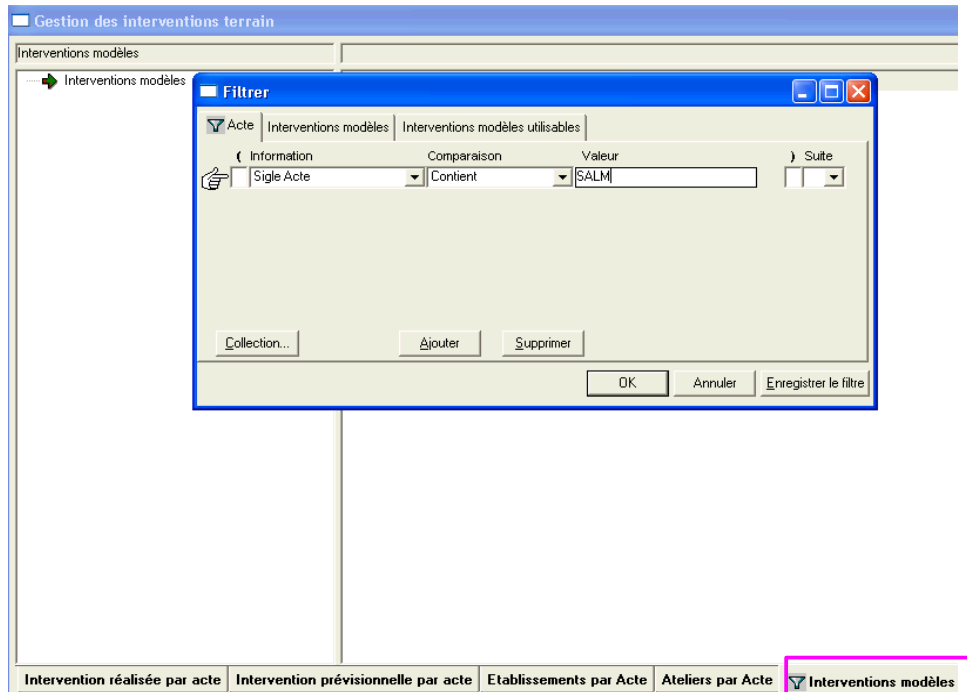 Gestion des interventions terrain
Interventions modèles
Interventions modèles
Filtrer
Acte Interventions modèles Interventions modèles utilisables
( Information Comparaison Valeur ) Suite
Sigle Acte Contient SALM
Collection... Ajouter Supprimer
OK Annuler Enregistrer le filtre
Intervention réalisée par acte Intervention prévisionnelle par acte Etablissements par Acte Ateliers par Acte Interventions modèles